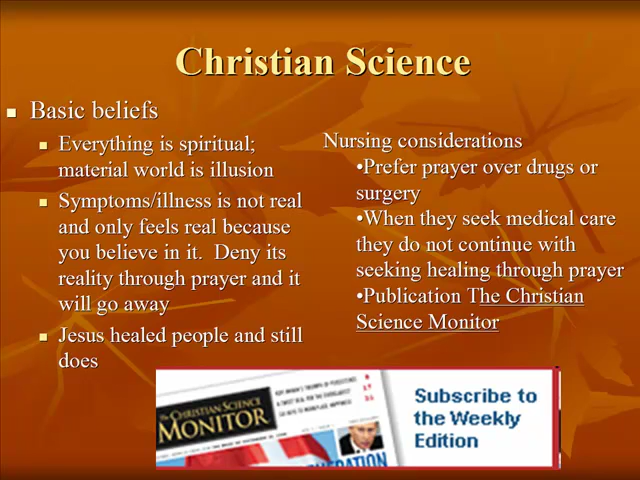 Christian Science
Basic beliefs
Everything is spiritual;
material world is illusion
Symptoms/illness is not real
and only feels real because
you believe in it. Deny its
reality through prayer and it
will go away
Jesus healed people and still
does
Nursing considerations
•Prefer prayer over drugs or
surgery
•When they seek medical care
they do not continue with
seeking healing through prayer
•Publication The Christian
Science Monitor
The CHRISTIAN SCIENCE
MONITOR
Subscribe to
the Weekly
Edition